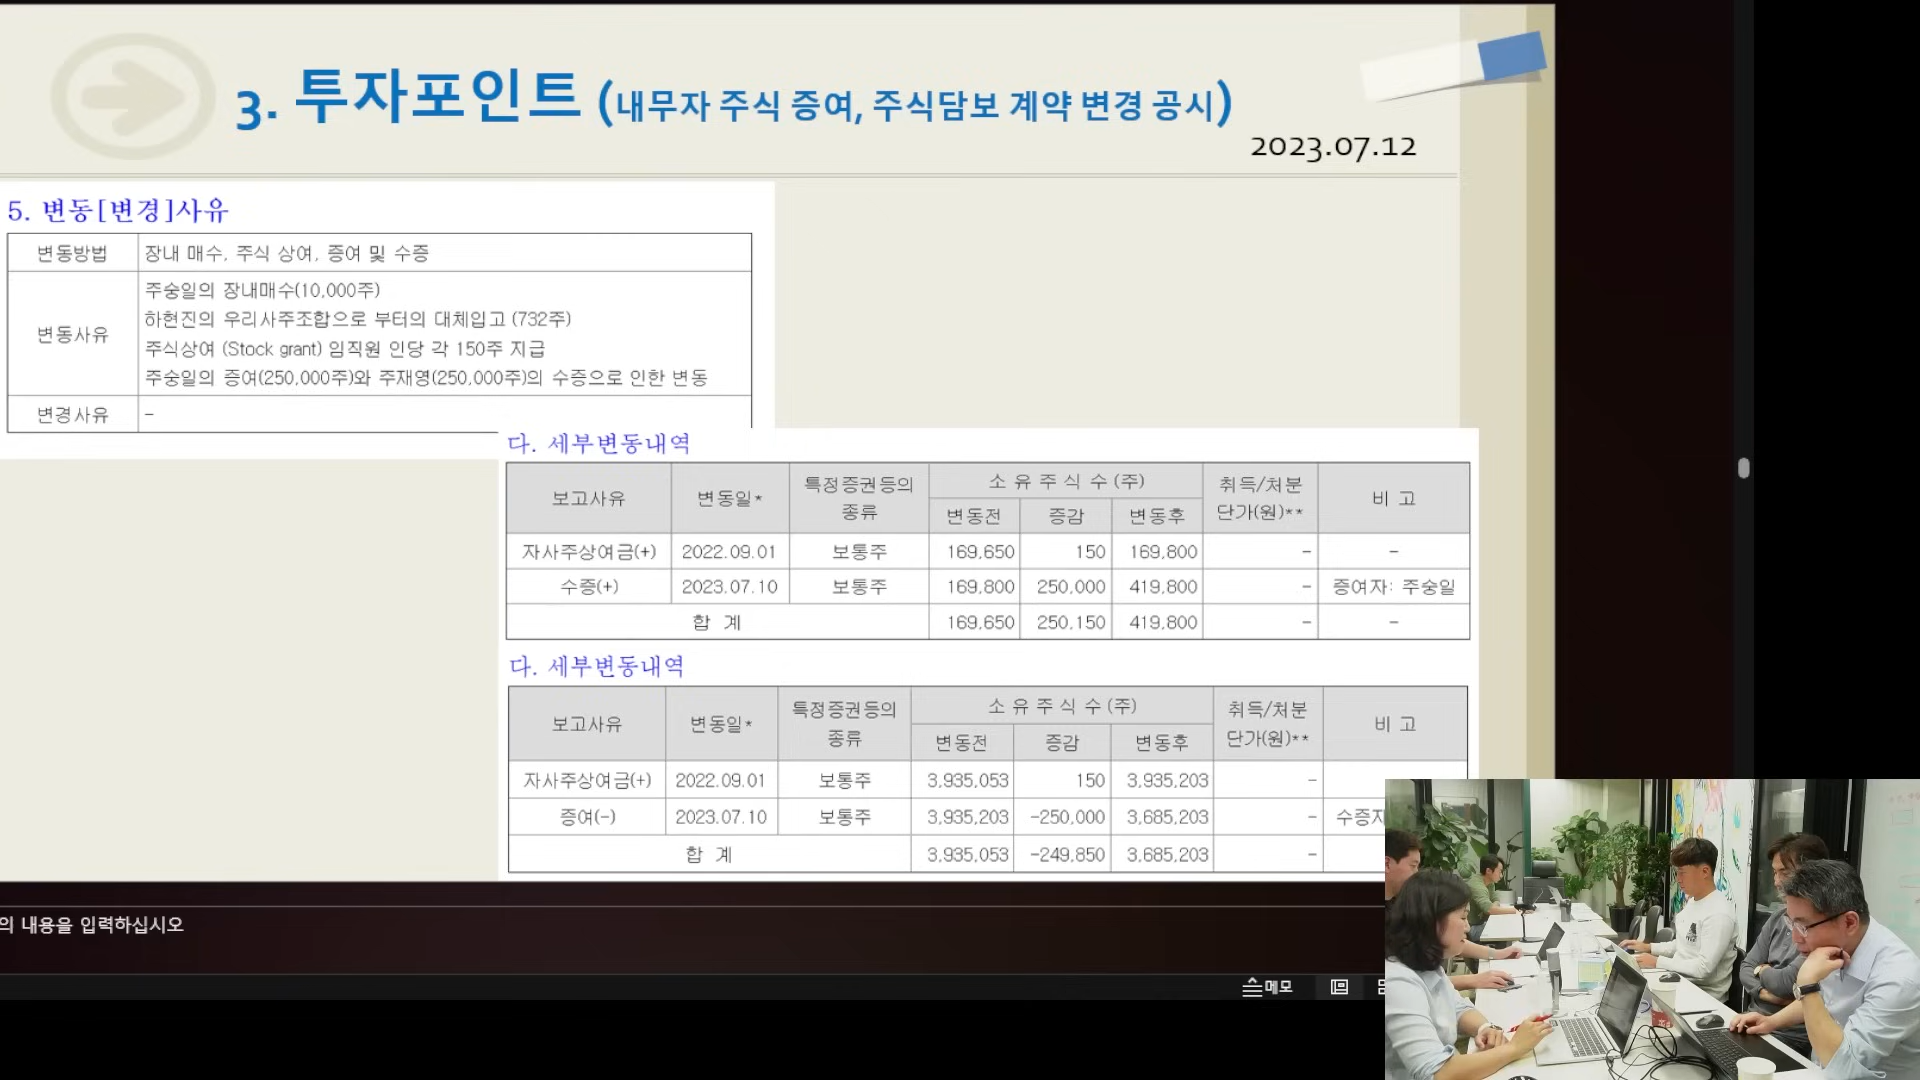 3. 투자포인트 (내무자 주식 증여, 주식담보 계약 변경 공시)
2023.07.12
5. 변동[변경]사유
변동방법 장내 매수, 주식 상여, 증여 및 수증
변동사유
주숭일의 장내매수(10,000주)
하현진의 우리사주조합으로 부터의 대체입고 (732주)
주식상여 (Stock grant) 임직원 인당 각 150주 지급
주숭일의 증여(250,000주)와 주재영(250,000주)의 수증으로 인한 변동
변경사유 -
다. 세부변동내역
보고사유 변동일* 특정증권등의 종류 소 유 주 식 수 (주) 취득/처분 단가(원)** 비 고
변동전 증감 변동후
자사주상여금(+) 2022.09.01 보통주 169,650 150 169,800 - -
수증(+) 2023.07.10 보통주 169,800 250,000 419,800 - 증여자: 주숭일
합 계 169,650 250,150 419,800 - -
다. 세부변동내역
보고사유 변동일* 특정증권등의 종류 소 유 주 식 수 (주) 취득/처분 단가(원)** 비 고
변동전 증감 변동후
자사주상여금(+) 2022.09.01 보통주 3,935,053 150 3,935,203 -
증여(-) 2023.07.10 보통주 3,935,203 -250,000 3,685,203 - 수증자
합 계 3,935,053 -249,850 3,685,203 -
의 내용을 입력하십시오
메모